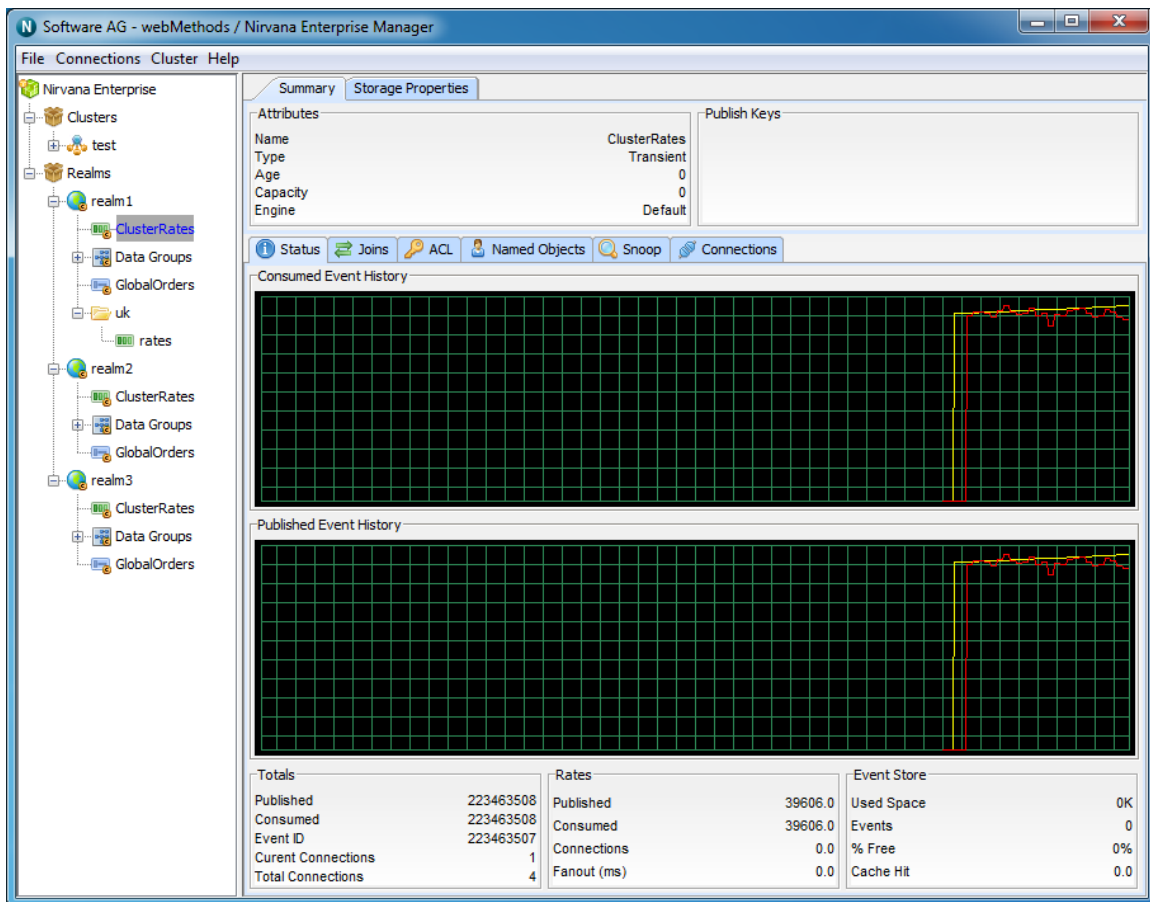 Software AG - webMethods / Nirvana Enterprise Manager
File Connections Cluster Help
Nirvana Enterprise
Clusters
test
Realms
realm1
ClusterRates
Data Groups
GlobalOrders
uk
rates
realm2
ClusterRates
Data Groups
GlobalOrders
realm3
ClusterRates
Data Groups
GlobalOrders
Summary Storage Properties
Attributes
Name ClusterRates
Type Transient
Age 0
Capacity 0
Engine Default
Publish Keys
Status Joins ACL Named Objects Snoop Connections
Consumed Event History
Published Event History
Totals
Published 223463508
Consumed 223463508
Event ID 223463507
Curent Connections 1
Total Connections 4
Rates
Published 39606.0
Consumed 39606.0
Connections 0.0
Fanout (ms) 0.0
Event Store
Used Space 0K
Events 0
% Free 0%
Cache Hit 0.0